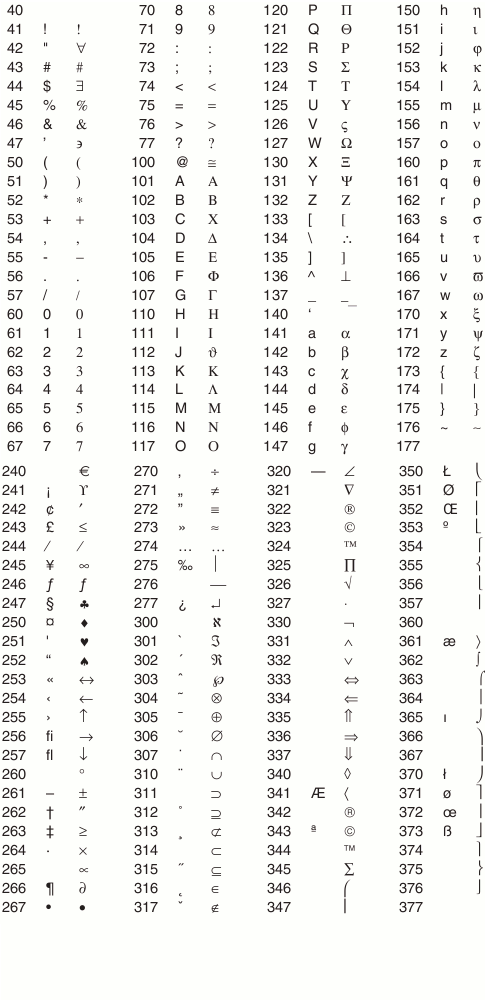 40 70 8 8 120 P Π 150 h η
41 ! ! 71 9 9 121 Q Θ 151 i ι
42 " ∀ 72 : : 122 R Ρ 152 j φ
43 # # 73 ; ; 123 S Σ 153 k κ
44 $ ∃ 74 < < 124 T Τ 154 l λ
45 % % 75 = = 125 U Υ 155 m μ
46 & & 76 > > 126 V ς 156 n ν
47 ’ ϶ 77 ? ? 127 W Ω 157 o ο
50 ( ( 100 @ ≅ 130 X Ξ 160 p π
51 ) ) 101 A Α 131 Y Ψ 161 q θ
52 * ∗ 102 B Β 132 Z Ζ 162 r ρ
53 + + 103 C Χ 133 [ [ 163 s σ
54 , , 104 D Δ 134 \ ∴ 164 t τ
55 - − 105 E Ε 135 ] ] 165 u υ
56 . . 106 F Φ 136 ^ ⊥ 166 v ϖ
57 / / 107 G Γ 137 _ _ 167 w ω
60 0 0 110 H Η 140 ‘ 170 x ξ
61 1 1 111 I Ι 141 a α 171 y ψ
62 2 2 112 J ϑ 142 b β 172 z ζ
63 3 3 113 K Κ 143 c χ 173 { {
64 4 4 114 L Λ 144 d δ 174 | |
65 5 5 115 M Μ 145 e ε 175 } }
66 6 6 116 N Ν 146 f ϕ 176 ~ ∼
67 7 7 117 O Ο 147 g γ 177
240 € 270 ‚ ÷ 320 — ∠ 350 Ł ⎝
241 ¡ ϒ 271 „ ≠ 321 ∇ 351 Ø ⎡
242 ¢ ′ 272 ” ≡ 322 ® 352 Œ ⎢
243 £ ≤ 273 » ≈ 323 © 353 º ⎣
244 ⁄ ⁄ 274 … … 324 ™ 354 ⎧
245 ¥ ∞ 275 ‰ ⏐ 325 ∏ 355 ⎨
246 ƒ ƒ 276 ⎯ 326 √ 356 ⎩
247 § ♣ 277 ¿ ↵ 327 ⋅ 357 ⎪
250 ¤ ♦ 300 ℵ 330 ¬ 360
251 ' ♥ 301 ` ℑ 331 ∧ 361 æ 〉
252 “ ♠ 302 ´ ℜ 332 ∨ 362 ∫
253 « ↔ 303 ˆ ℘ 333 ⇔ 363 ⌠
254 ‹ ← 304 ˜ ⊗ 334 ⇐ 364 ⎮
255 › ↑ 305 ¯ ⊕ 335 ⇑ 365 ı ⌡
256 fi → 306 ˘ ∅ 336 ⇒ 366 ⎞
257 fl ↓ 307 ˙ ∩ 337 ⇓ 367 ⎟
260 ° 310 ¨ ∪ 340 ◊ 370 ł ⎠
261 – ± 311 ⊃ 341 Æ 〈 371 ø ⎤
262 † ″ 312 ˚ ⊇ 342 ® 372 œ ⎥
263 ‡ ≥ 313 ¸ ⊄ 343 ª © 373 ß ⎦
264 · × 314 ⊂ 344 ™ 374 ⎫
265 ∝ 315 ˝ ⊆ 345 ∑ 375 ⎬
266 ¶ ∂ 316 ˛ ∈ 346 ⎛ 376 ⎭
267 • • 317 ˇ ∉ 347 ⎜ 377